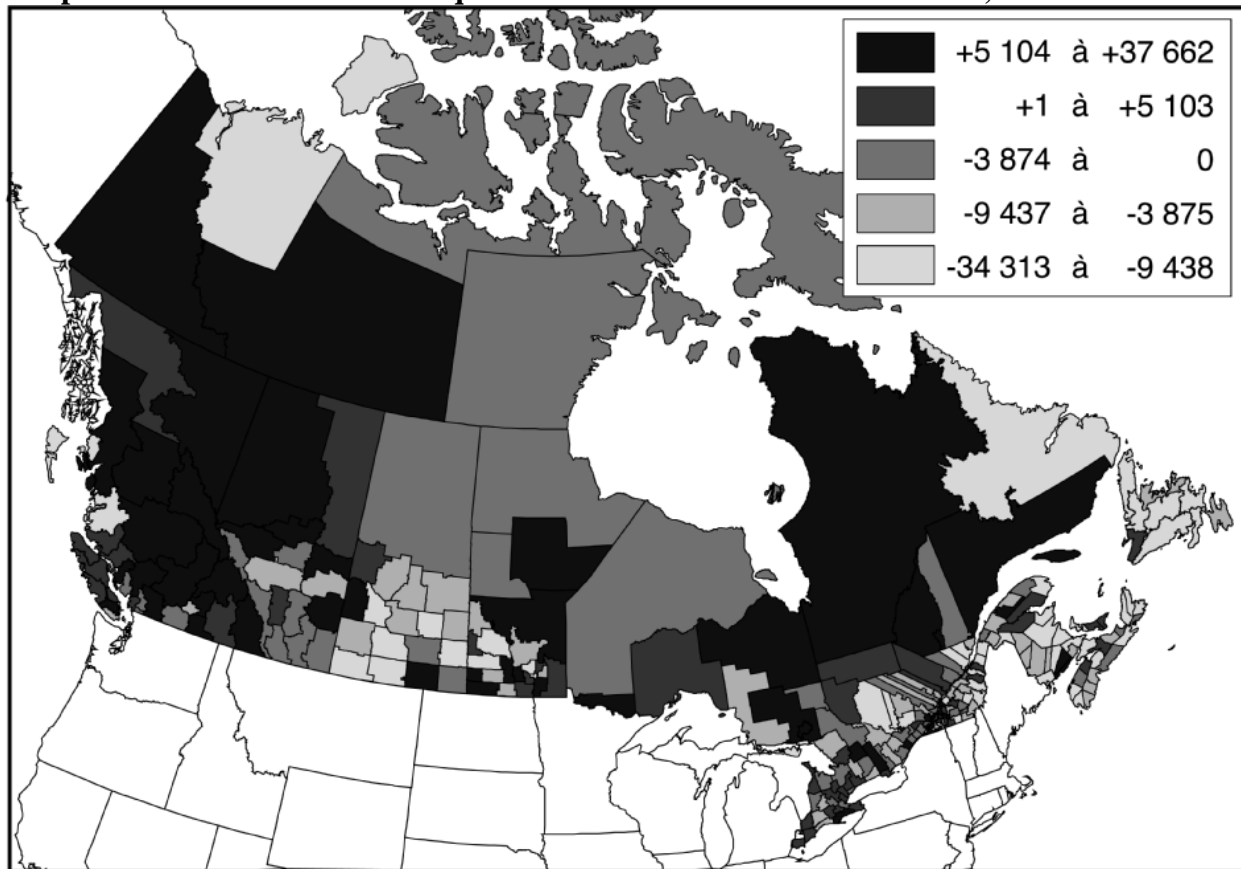 +5 104 à +37 662
+1 à +5 103
-3 874 à 0
-9 437 à -3 875
-34 313 à -9 438